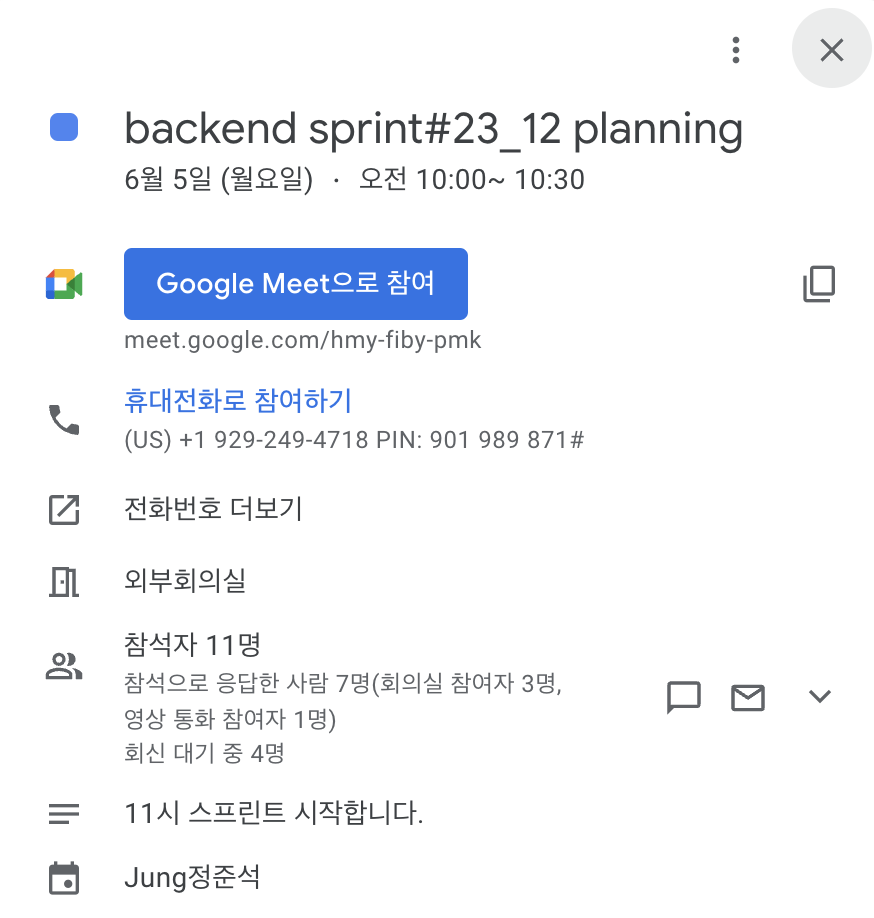 backend sprint#23_12 planning
6월 5일 (월요일) · 오전 10:00~ 10:30
Google Meet으로 참여
meet.google.com/hmy-fiby-pmk
휴대전화로 참여하기
(US) +1 929-249-4718 PIN: 901 989 871#
전화번호 더보기
외부회의실
참석자 11명
참석으로 응답한 사람 7명(회의실 참여자 3명,
영상 통화 참여자 1명)
회신 대기 중 4명
11시 스프린트 시작합니다.
Jung정준석